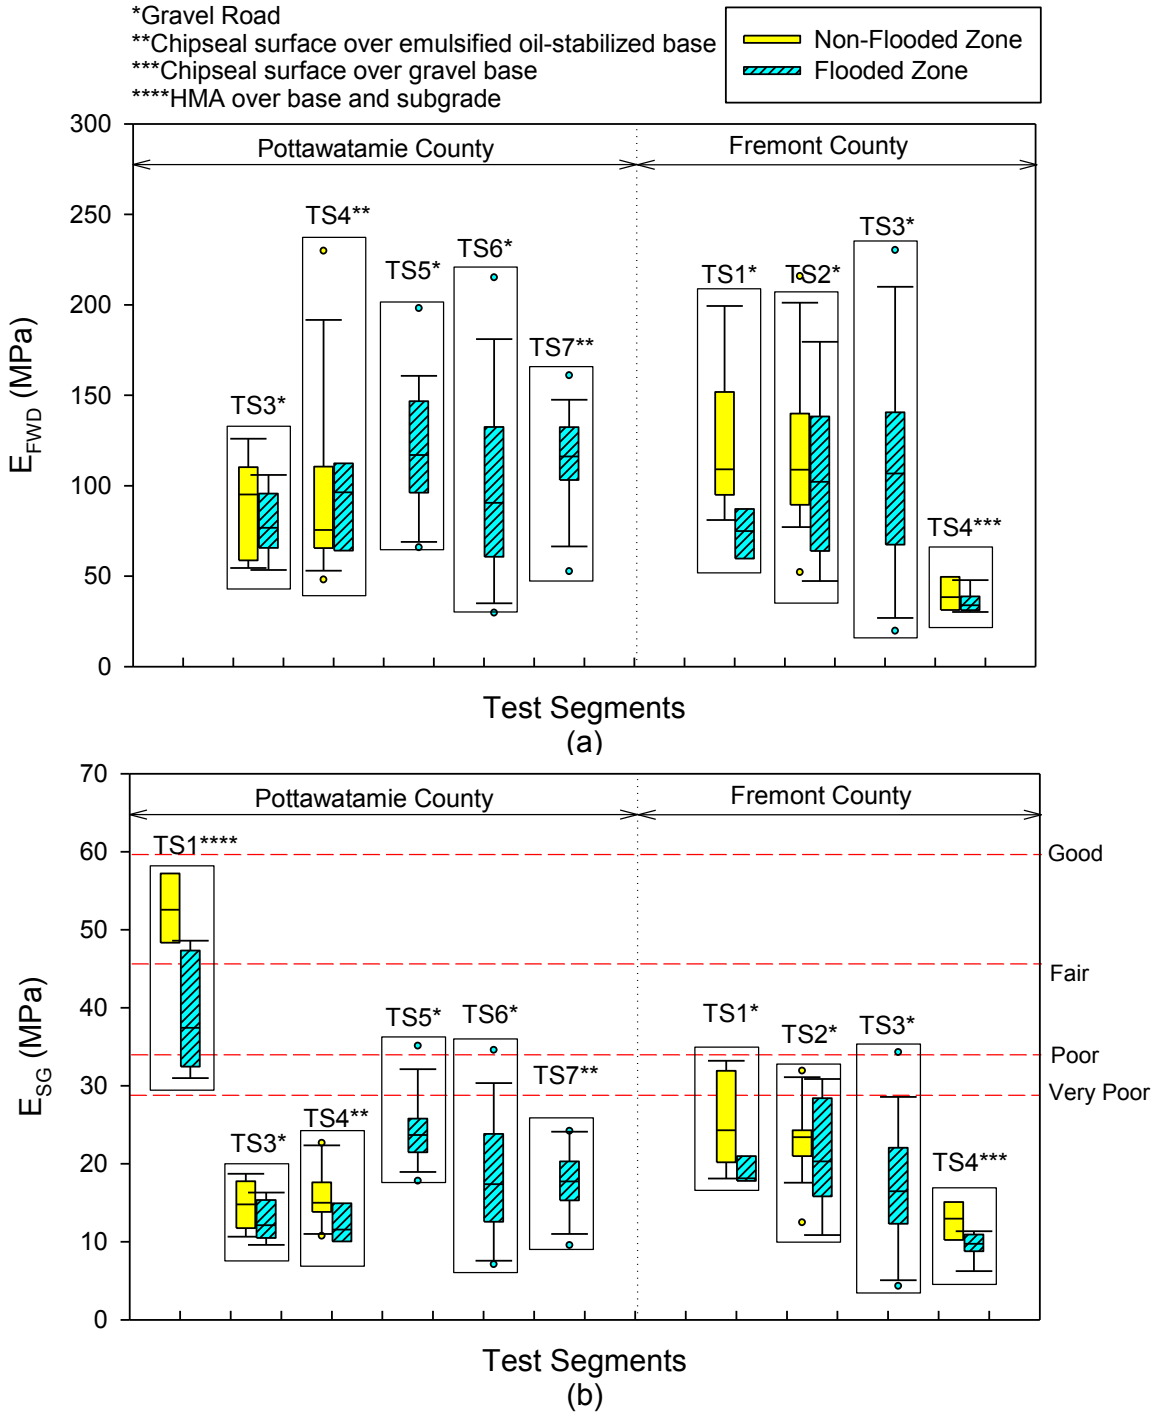 *Gravel Road
**Chipseal surface over emulsified oil-stabilized base
***Chipseal surface over gravel base
****HMA over base and subgrade
Non-Flooded Zone
Flooded Zone
E_FWD (MPa)
300
250
200
150
100
50
0
Pottawatamie County
Fremont County
TS3*
TS4**
TS5*
TS6*
TS7**
TS1*
TS2*
TS3*
TS4***
Test Segments
(a)
E_SG (MPa)
70
60
50
40
30
20
10
0
Pottawatamie County
Fremont County
TS1****
TS3*
TS4**
TS5*
TS6*
TS7**
TS1*
TS2*
TS3*
TS4***
Good
Fair
Poor
Very Poor
Test Segments
(b)